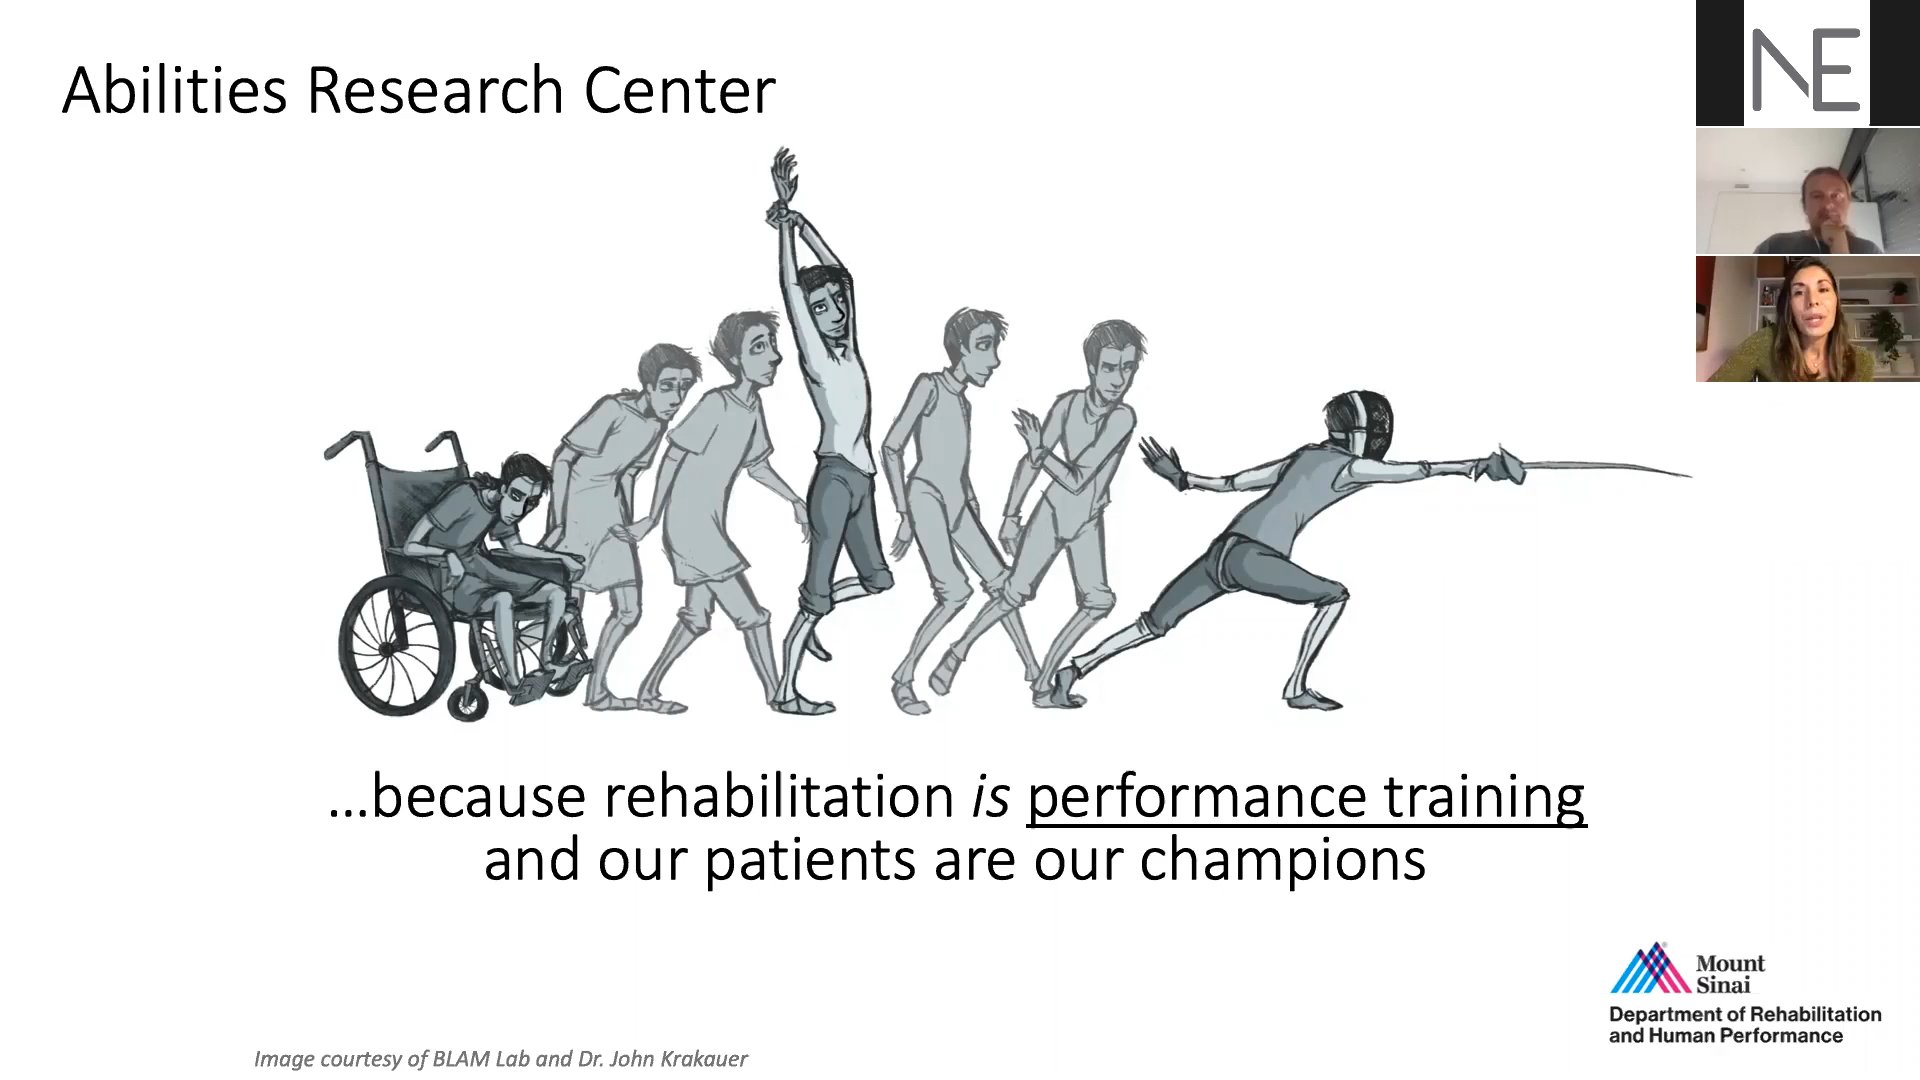 Abilities Research Center
NE
...because rehabilitation is performance training
and our patients are our champions
Mount
Sinai
Department of Rehabilitation
and Human Performance
Image courtesy of BLAM Lab and Dr. John Krakauer